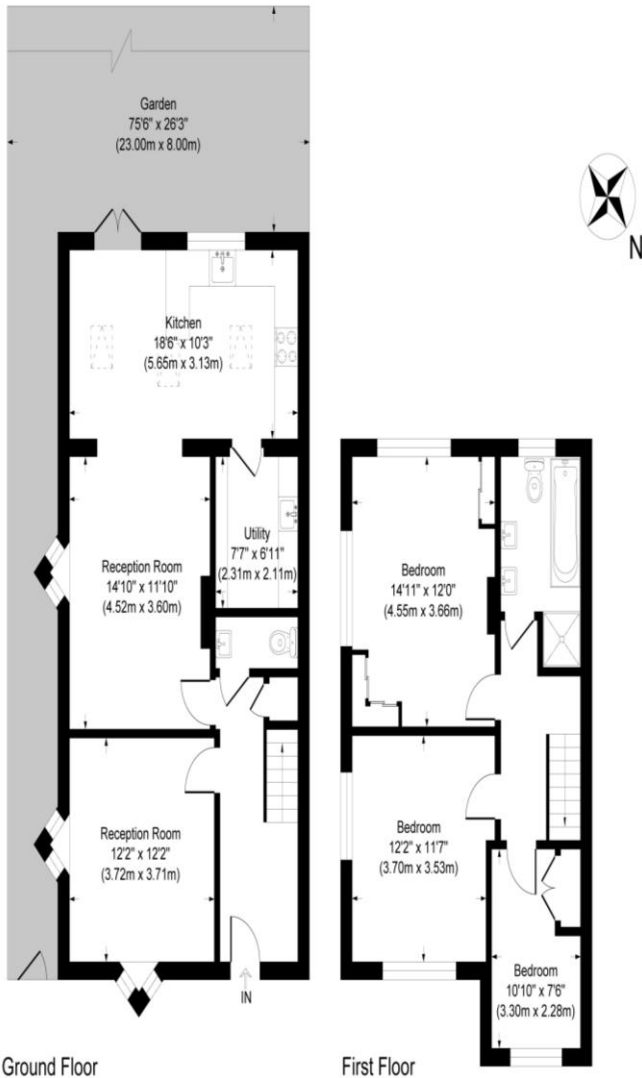 Garden
75'6" x 26'3"
(23.00m x 8.00m)
N
Kitchen
18'6" x 10'3"
(5.65m x 3.13m)
Utility
7'7" x 6'11"
(2.31m x 2.11m)
Reception Room
14'10" x 11'10"
(4.52m x 3.60m)
Bedroom
14'11" x 12'0"
(4.55m x 3.66m)
Reception Room
12'2" x 12'2"
(3.72m x 3.71m)
Bedroom
12'2" x 11'7"
(3.70m x 3.53m)
Bedroom
10'10" x 7'6"
(3.30m x 2.28m)
IN
Ground Floor
First Floor